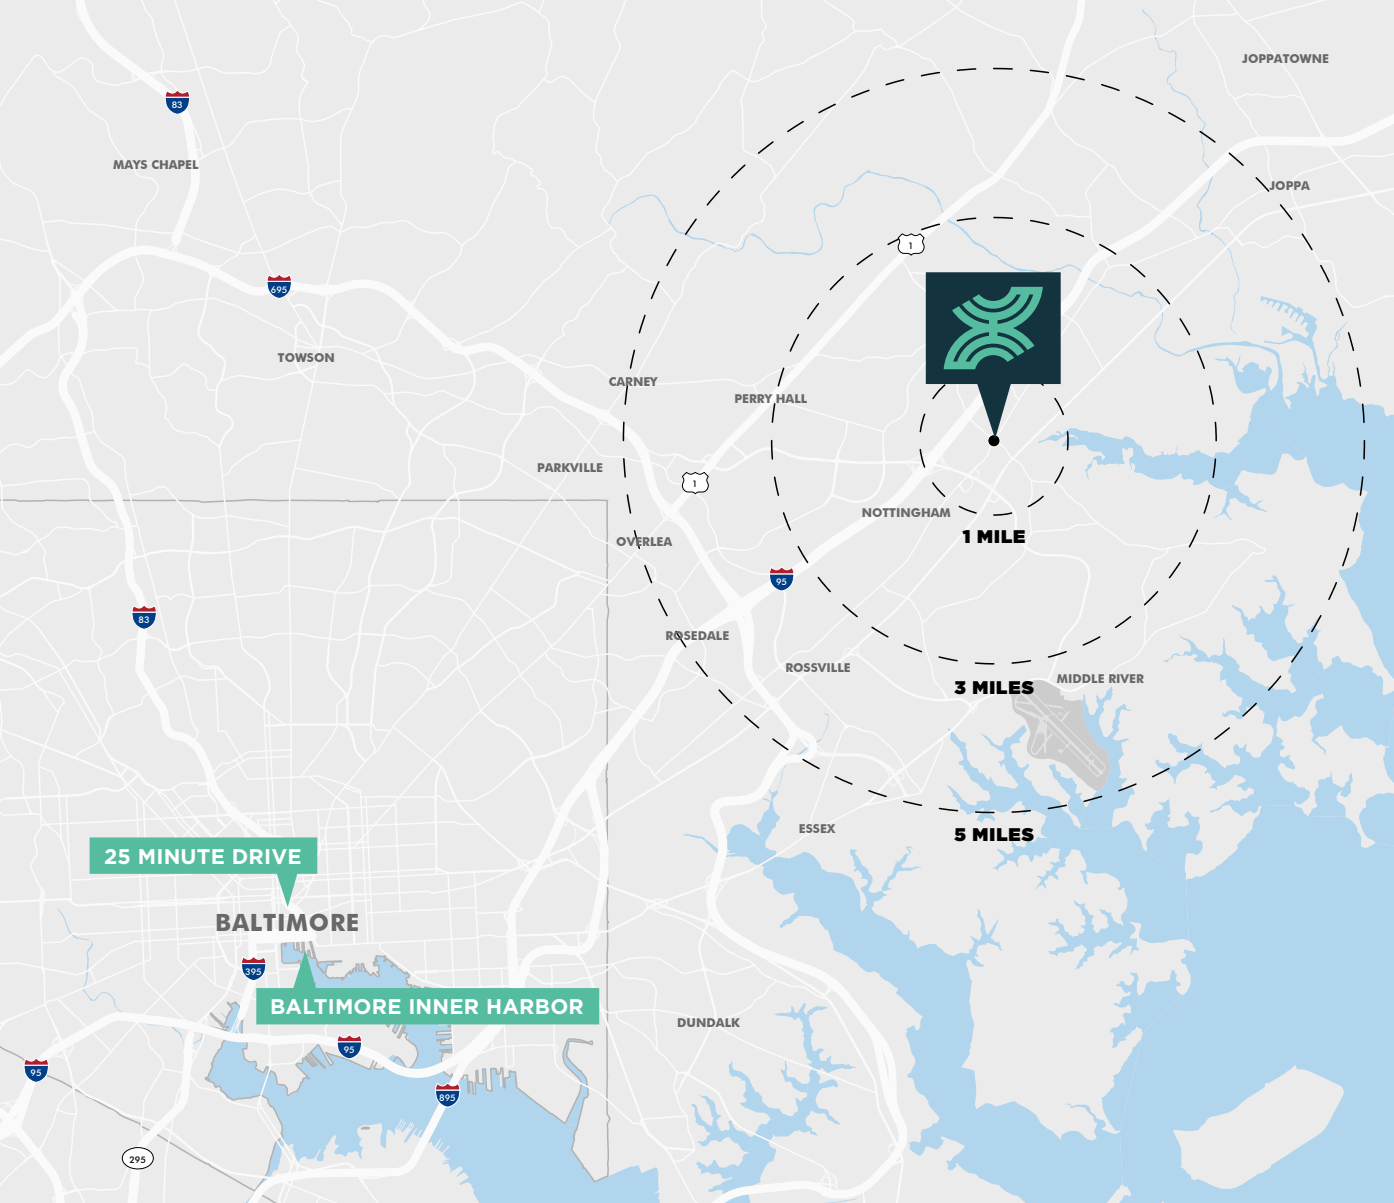 JOPPATOWNE
83
MAYS CHAPEL
JOPPA
1
695
TOWSON
CARNEY
PERRY HALL
PARKVILLE
1
NOTTINGHAM
1 MILE
OVERLEA
95
83
ROSEDALE
ROSSVILLE
MIDDLE RIVER
3 MILES
ESSEX
5 MILES
25 MINUTE DRIVE
BALTIMORE
395
BALTIMORE INNER HARBOR
DUNDALK
95
95
895
295